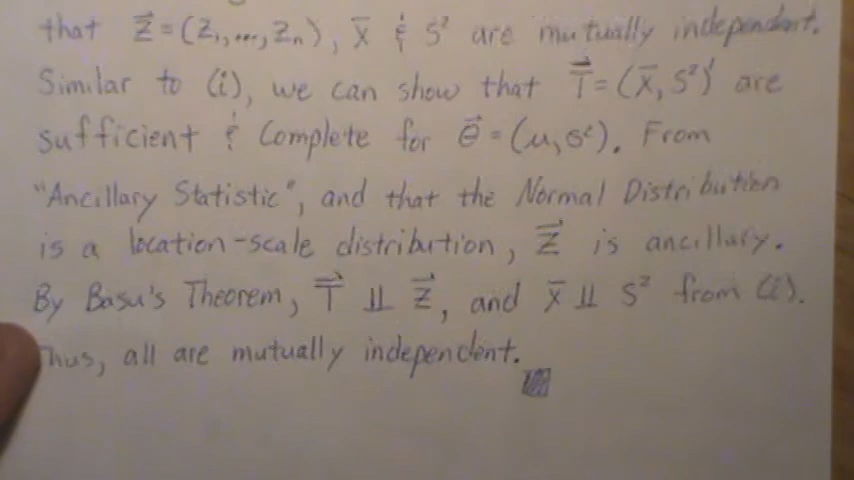 that Z⃗ = (Z₁,..., Zₙ), X̄ & S² are mutually independent.
Similar to (i), we can show that T⃗ = (X̄, S²)' are
sufficient & Complete for θ⃗ = (μ, σ²). From
"Ancillary Statistic", and that the Normal Distribution
is a location-scale distribution, Z⃗ is ancillary.
By Basu's Theorem, T⃗ ⫫ Z⃗, and X̄ ⫫ S² from (i).
Thus, all are mutually independent.